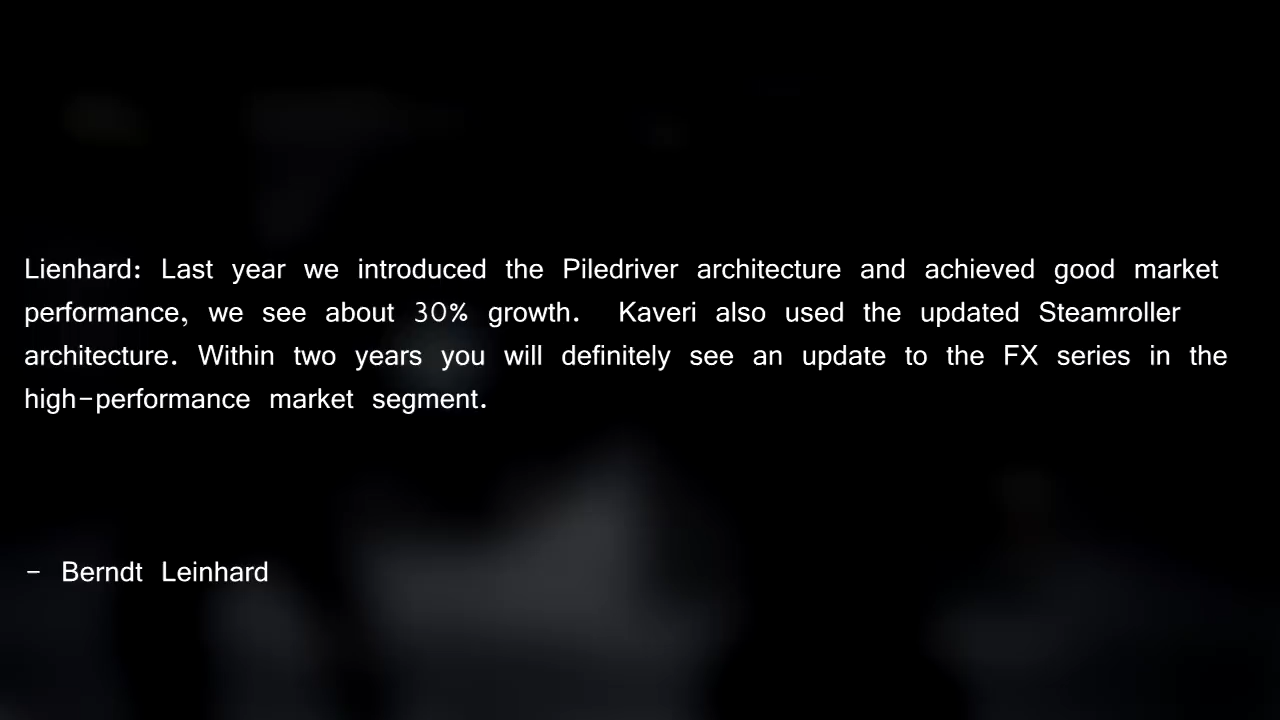 Lienhard: Last year we introduced the Piledriver architecture and achieved good market
performance, we see about 30% growth. Kaveri also used the updated Steamroller
architecture. Within two years you will definitely see an update to the FX series in the
high-performance market segment.
- Berndt Leinhard